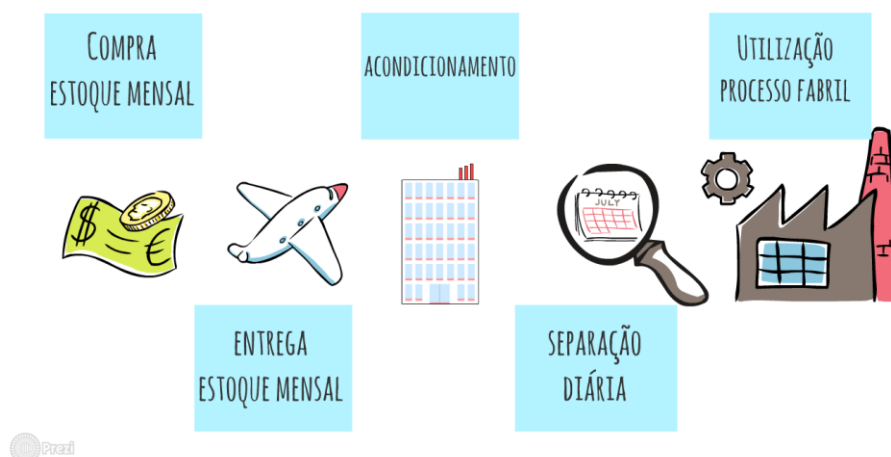 COMPRA
ESTOQUE MENSAL
ACONDICIONAMENTO
UTILIZAÇÃO
PROCESSO FABRIL
$
€
JULY
ENTREGA
ESTOQUE MENSAL
SEPARAÇÃO
DIÁRIA
Prezi